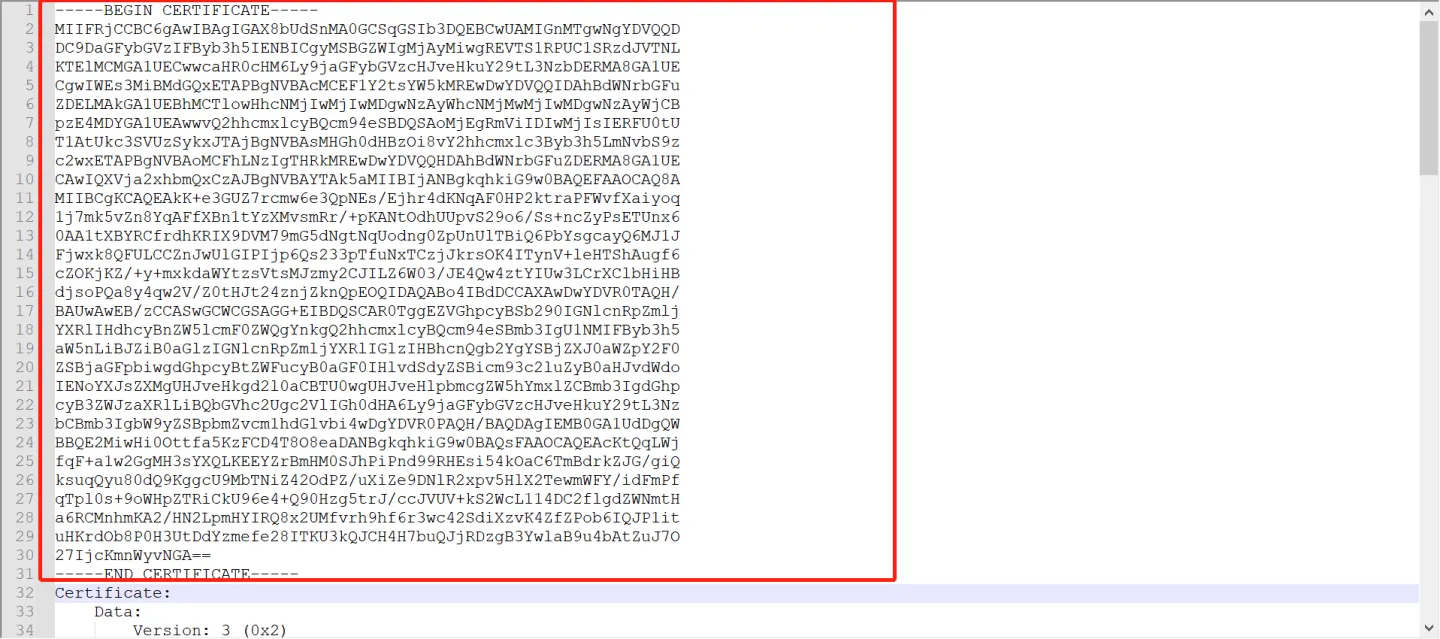 1 -----BEGIN CERTIFICATE-----
2 MIIFRjCCBC6gAwIBAgIGAX8bUdSnMA0GCSqGSIb3DQEBCwUAMIGnMTgwNgYDVQQD
3 DC9DaGFybGVzIFByb3h5IENBICgyMSBGZWIgMjAyMiwgREVTS1RPUC1SRzdJVTNL
4 KTElMCMGA1UECwwcaHR0cHM6Ly9jaGFybGVzcHJveHkuY29tL3NzbDERMA8GA1UE
5 CgwIWEs3MiBMdGQxETAPBgNVBAcMCEF1Y2tsYW5kMREwDwYDVQQIDAhBdWNrbGFu
6 ZDELMAkGA1UEBhMCTlowHhcNMjIwMjIwMDgwNzAyWhcNMjMwMjIwMDgwNzAyWjCB
7 pzE4MDYGA1UEAwwvQ2hhcmxlcyBQcm94eSBDQSAoMjEgRmViIDIwMjIsIERFU0tU
8 T1AtUkc3SVUzSykxJTAjBgNVBAsMHGh0dHBzOi8vY2hhcmxlc3Byb3h5LmNvbS9z
9 c2wxETAPBgNVBAoMCFhLNzIgTHRkMREwDwYDVQQHDAhBdWNrbGFuZDERMA8GA1UE
10 CAwIQXVja2xhbmQxCzAJBgNVBAYTAk5aMIIBIjANBgkqhkiG9w0BAQEFAAOCAQ8A
11 MIIBCgKCAQEAkK+e3GUZ7rcmw6e3QpNEs/Ejhr4dKNqAF0HP2ktraPFWvfXaiyoq
12 1j7mk5vZn8YqAFfXBn1tYzXMvsmRr/+pKANtOdhUUpvS29o6/Ss+ncZyPsETUnx6
13 0AA1tXBYRCfrdhKRIX9DVM79mG5dNgtNqUodng0ZpUnUlTBiQ6PbYsgcayQ6MJ1J
14 Fjwxk8QFULCCZnJwUlGIPIjp6Qs233pTfuNxTCzjJkrsOK4ITynV+leHTShAugf6
15 cZOKjKZ/+y+mxkdaWYtzsVtsMJzmy2CJILZ6W03/JE4Qw4ztYIUw3LCrXClbHiHB
16 djsoPQa8y4qw2V/Z0tHJt24znjZknQpEOQIDAQABo4IBdDCCAXAwDwYDVR0TAQH/
17 BAUwAwEB/zCCASwGCWCGSAGG+EIBDQSCAR0TggEZVGhpcyBSb290IGNlcnRpZmlj
18 YXRlIHdhcyBnZW5lcmF0ZWQgYnkgQ2hhcmxlcyBQcm94eSBmb3IgU1NMIFByb3h5
19 aW5nLiBJZiB0aGlzIGNlcnRpZmljYXRlIGlzIHBhcnQgb2YgYSBjZXJ0aWZpY2F0
20 ZSBjaGFpbiwgdGhpcyBtZWFucyB0aGF0IHlvdSdyZSBicm93c2luZyB0aHJvdWdo
21 IENoYXJsZXMgUHJveHkgd2l0aCBTU0wgUHJveHlpbmcgZW5hYmxlZCBmb3IgdGhp
22 cyB3ZWJzaXRlLiBQbGVhc2Ugc2VlIGh0dHA6Ly9jaGFybGVzcHJveHkuY29tL3Nz
23 bCBmb3IgbW9yZSBpbmZvcm1hdGlvbi4wDgYDVR0PAQH/BAQDAgIEMB0GA1UdDgQW
24 BBQE2MiwHi0Ottfa5KzFCD4T8O8eaDANBgkqhkiG9w0BAQsFAAOCAQEAcKtQqLWj
25 fqF+a1w2GgMH3sYXQLKEEYZrBmHM0SJhPiPnd99RHEsi54kOaC6TmBdrkZJG/giQ
26 ksuqQyu80dQ9KggcU9MbTNiZ42OdPZ/uXiZe9DNlR2xpv5HlX2TewmWFY/idFmPf
27 qTpl0s+9oWHpZTRiCkU96e4+Q90Hzg5trJ/ccJVUV+kS2WcL114DC2flgdZWNmtH
28 a6RCMnhmKA2/HN2LpmHYIRQ8x2UMfvrh9hf6r3wc42SdiXzvK4ZfZPob6IQJPlit
29 uHKrdOb8P0H3UtDdYzmefe28ITKU3kQJCH4H7buQJjRDzgB3YwlaB9u4bAtZuJ7O
30 27IjcKmnWyvNGA==
31 -----END CERTIFICATE-----
32 Certificate:
33 Data:
34 Version: 3 (0x2)